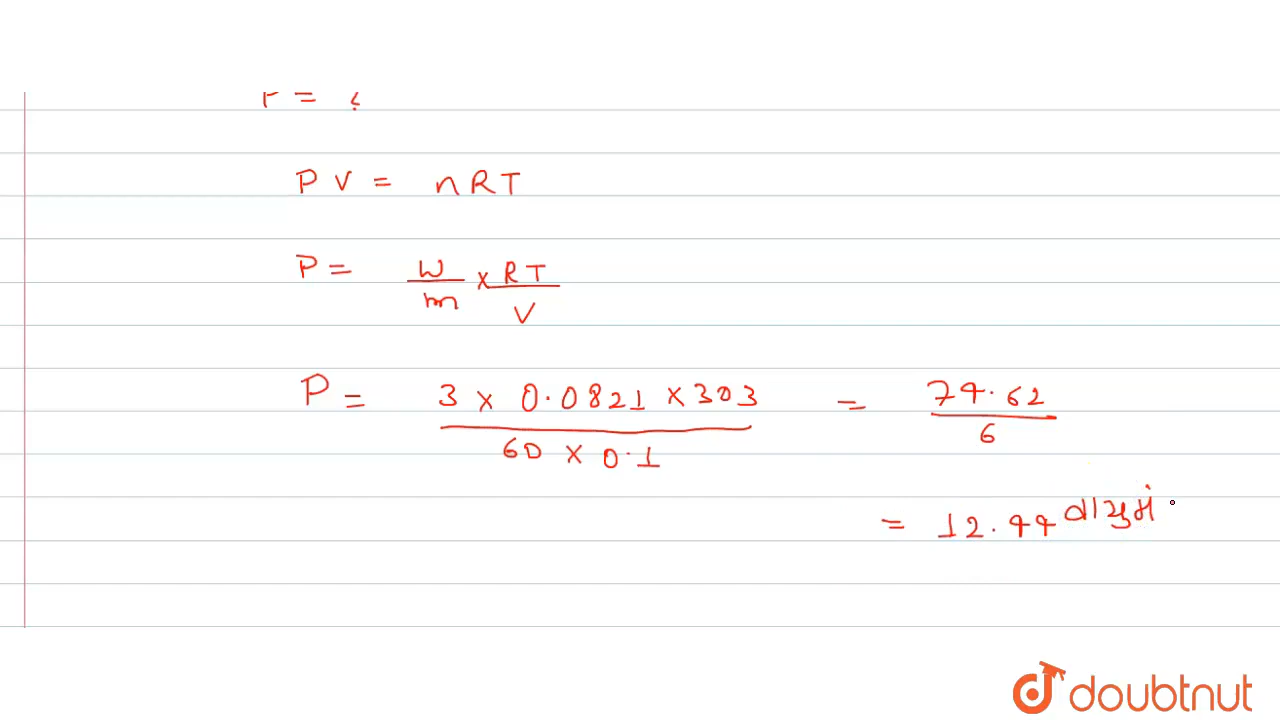 P V = n R T
P = W/m × RT/V
P = 3 × 0.0821 × 303 / 60 × 0.1 = 74.62 / 6
= 12.44 वायुमं.
doubtnut